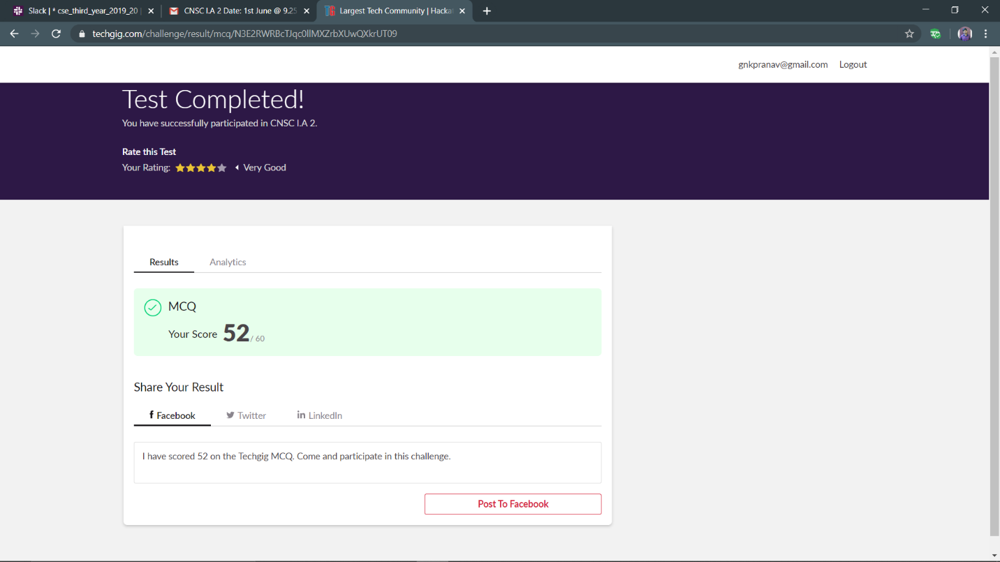 Slack | * cse_third_year_2019_20 |
CNSC I.A 2 Date: 1st June @ 9.25
Largest Tech Community | Hacka
techgig.com/challenge/result/mcq/N3E2RWRBcTJqc0llMXZrbXUwQXkrUT09
gnkpranav@gmail.com Logout
Test Completed!
You have successfully participated in CNSC I.A 2.
Rate this Test
Your Rating: Very Good
Results Analytics
MCQ
Your Score 52 / 60
Share Your Result
Facebook Twitter LinkedIn
I have scored 52 on the Techgig MCQ. Come and participate in this challenge.
Post To Facebook